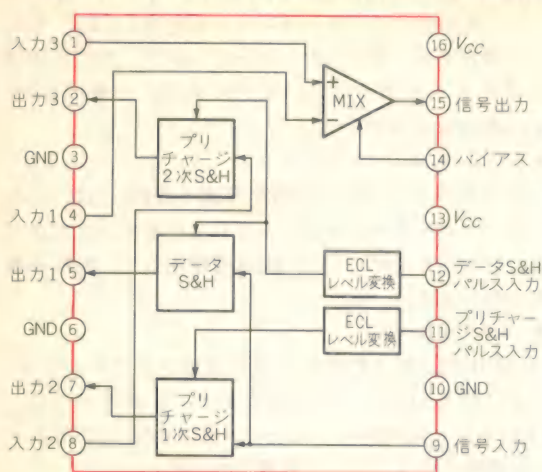 入力3
①
出力3
②
GND
③
入力1
④
出力1
⑤
GND
⑥
出力2
⑦
入力2
⑧
プリ
チャージ
2次S&H
データ
S&H
プリ
チャージ
1次S&H
+
MIX
−
ECL
レベル変換
ECL
レベル変換
⑯
VCC
⑮
信号出力
⑭
バイアス
⑬
VCC
⑫
データS&H
パルス入力
⑪
プリチャー
ジS&H
パルス入力
⑩
GND
⑨
信号入力